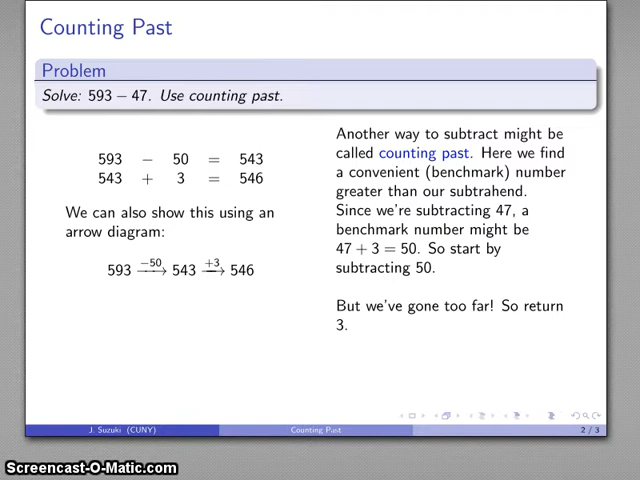 Counting Past
Problem
Solve: 593 − 47. Use counting past.
593 − 50 = 543
543 + 3 = 546
We can also show this using an
arrow diagram:
593 −50⟶ 543 +3⟶ 546
Another way to subtract might be
called counting past. Here we find
a convenient (benchmark) number
greater than our subtrahend.
Since we're subtracting 47, a
benchmark number might be
47 + 3 = 50. So start by
subtracting 50.
But we've gone too far! So return
3.
J. Suzuki (CUNY)
Counting Past
2 / 3
Screencast-O-Matic.com